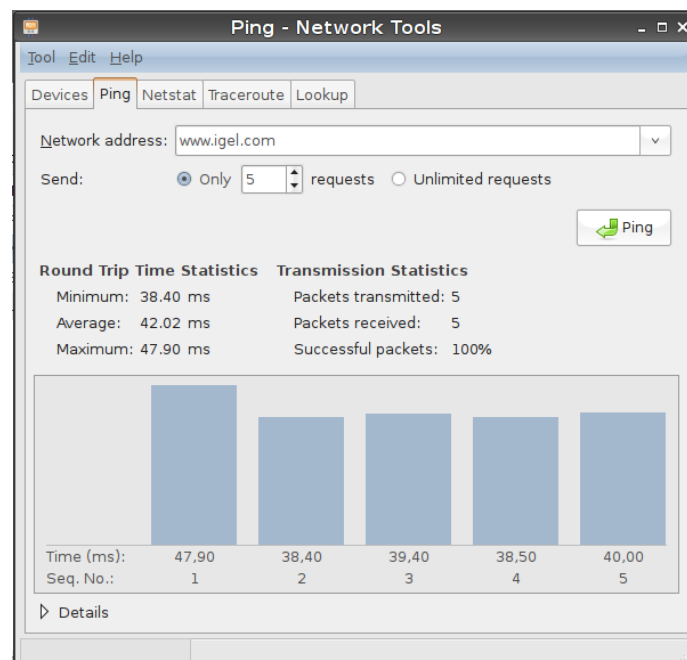 Ping - Network Tools
Tool Edit Help
Devices Ping Netstat Traceroute Lookup
Network address: www.igel.com
Send: Only 5 requests Unlimited requests
Ping
Round Trip Time Statistics Transmission Statistics
Minimum: 38.40 ms Packets transmitted: 5
Average: 42.02 ms Packets received: 5
Maximum: 47.90 ms Successful packets: 100%
Time (ms): 47,90 38,40 39,40 38,50 40,00
Seq. No.: 1 2 3 4 5
Details